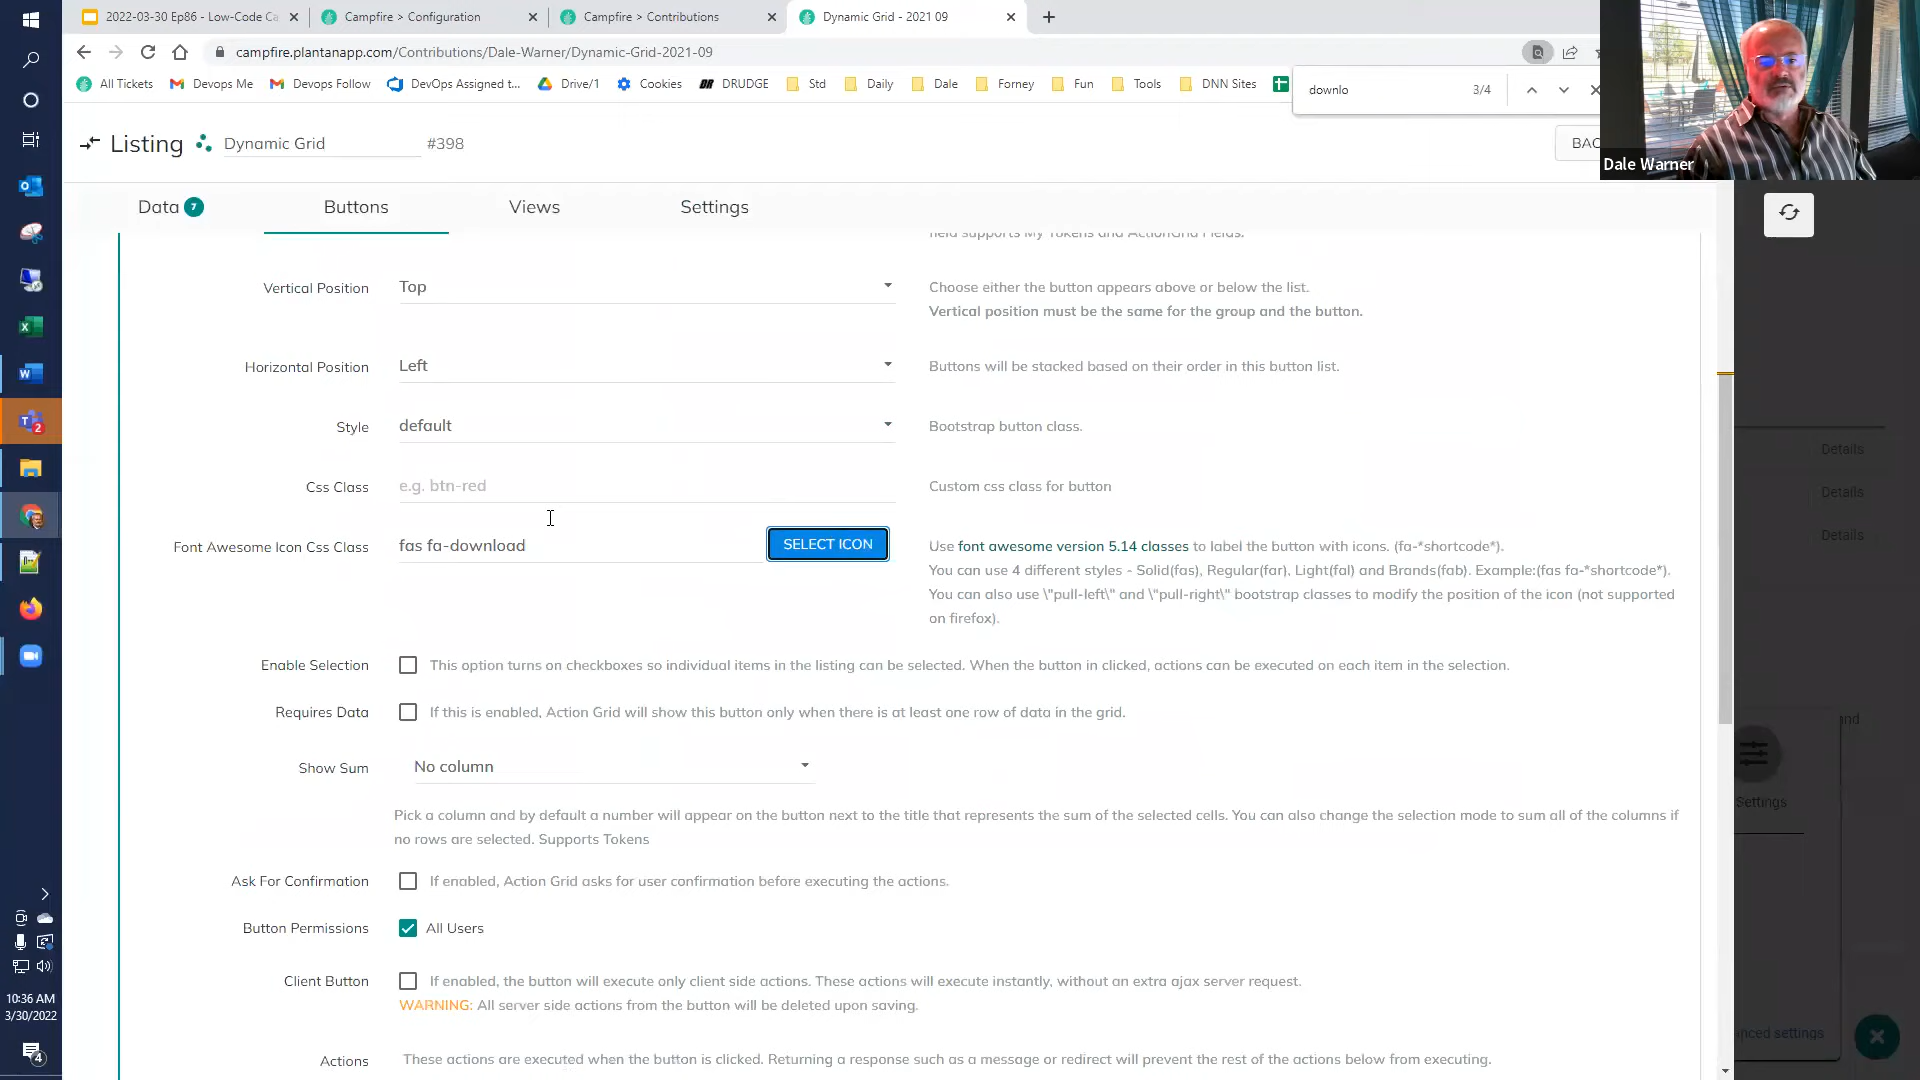 2022-03-30 Ep86 - Low-Code Ca
Campfire > Configuration
Campfire > Contributions
Dynamic Grid - 2021 09
campfire.plantanapp.com/Contributions/Dale-Warner/Dynamic-Grid-2021-09
All Tickets
Devops Me
Devops Follow
DevOps Assigned t...
Drive/1
Cookies
DRUDGE
Std
Daily
Dale
Forney
Fun
Tools
DNN Sites
downlo
3/4
Listing
Dynamic Grid
#398
BAC
Dale Warner
Data 7
Buttons
Views
Settings
field supports My Tokens and ActionGrid Fields.
Vertical Position
Top
Choose either the button appears above or below the list.
Vertical position must be the same for the group and the button.
Horizontal Position
Left
Buttons will be stacked based on their order in this button list.
Style
default
Bootstrap button class.
Css Class
e.g. btn-red
Custom css class for button
Font Awesome Icon Css Class
fas fa-download
SELECT ICON
Use font awesome version 5.14 classes to label the button with icons. (fa-*shortcode*).
You can use 4 different styles - Solid(fas), Regular(far), Light(fal) and Brands(fab). Example:(fas fa-*shortcode*).
You can also use \"pull-left\" and \"pull-right\" bootstrap classes to modify the position of the icon (not supported
on firefox).
Enable Selection
This option turns on checkboxes so individual items in the listing can be selected. When the button in clicked, actions can be executed on each item in the selection.
Requires Data
If this is enabled, Action Grid will show this button only when there is at least one row of data in the grid.
Show Sum
No column
Pick a column and by default a number will appear on the button next to the title that represents the sum of the selected cells. You can also change the selection mode to sum all of the columns if
no rows are selected. Supports Tokens
Ask For Confirmation
If enabled, Action Grid asks for user confirmation before executing the actions.
Button Permissions
All Users
Client Button
If enabled, the button will execute only client side actions. These actions will execute instantly, without an extra ajax server request.
WARNING: All server side actions from the button will be deleted upon saving.
Actions
These actions are executed when the button is clicked. Returning a response such as a message or redirect will prevent the rest of the actions below from executing.
Details
Details
Details
nd
Settings
nced settings
10:36 AM
3/30/2022
4